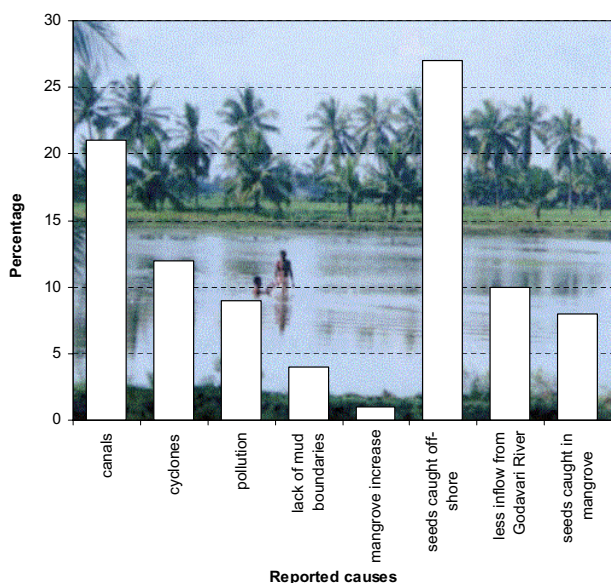 30
25
20
15
10
5
0
Percentage
canals
cyclones
pollution
lack of mud
boundaries
mangrove increase
seeds caught off-
shore
less inflow from
Godavari River
seeds caught in
mangrove
Reported causes